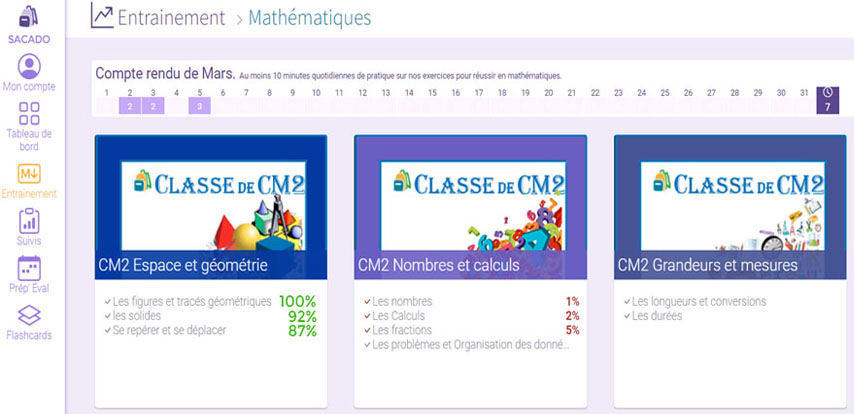 SACADO
Mon compte
Tableau de
bord
Entrainement
Suivis
Prép' Eval
Flashcards
Entrainement > Mathématiques
Compte rendu de Mars. Au moins 10 minutes quotidiennes de pratique sur nos exercices pour réussir en mathématiques.
1 2 3 4 5 6 7 8 9 10 11 12 13 14 15 16 17 18 19 20 21 22 23 24 25 26 27 28 29 30 31
2 2 3 7
CLASSE DE CM2
CM2 Espace et géométrie
Les figures et tracés géométriques 100%
les solides 92%
Se repérer et se déplacer 87%
CLASSE DE CM2
CM2 Nombres et calculs
Les nombres 1%
Les Calculs 2%
Les fractions 5%
Les problèmes et Organisation des donné...
CLASSE DE CM2
CM2 Grandeurs et mesures
Les longueurs et conversions
Les durées